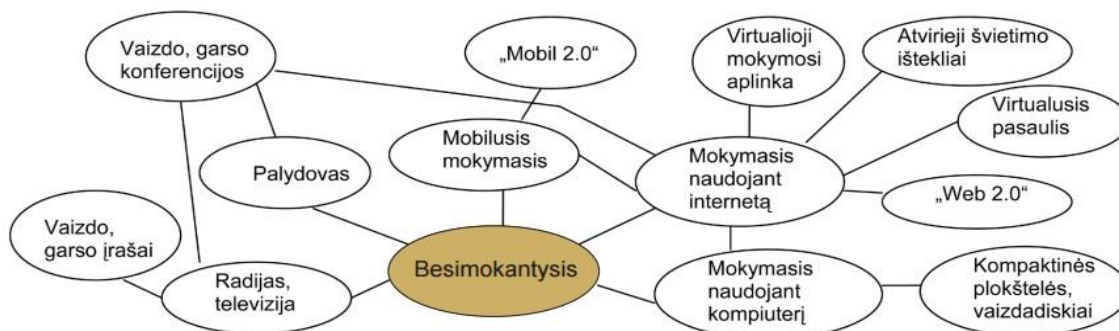 Vaizdo, garso
konferencijos
„Mobil 2.0“
Virtualioji
mokymosi
aplinka
Atvirieji švietimo
ištekliai
Virtualusis
pasaulis
Mobilusis
mokymasis
Palydovas
Mokymasis
naudojant
internetą
„Web 2.0“
Vaizdo,
garso įrašai
Besimokantysis
Radijas,
televizija
Mokymasis
naudojant
kompiuterį
Kompaktinės
plokštelės,
vaizdadiskiai